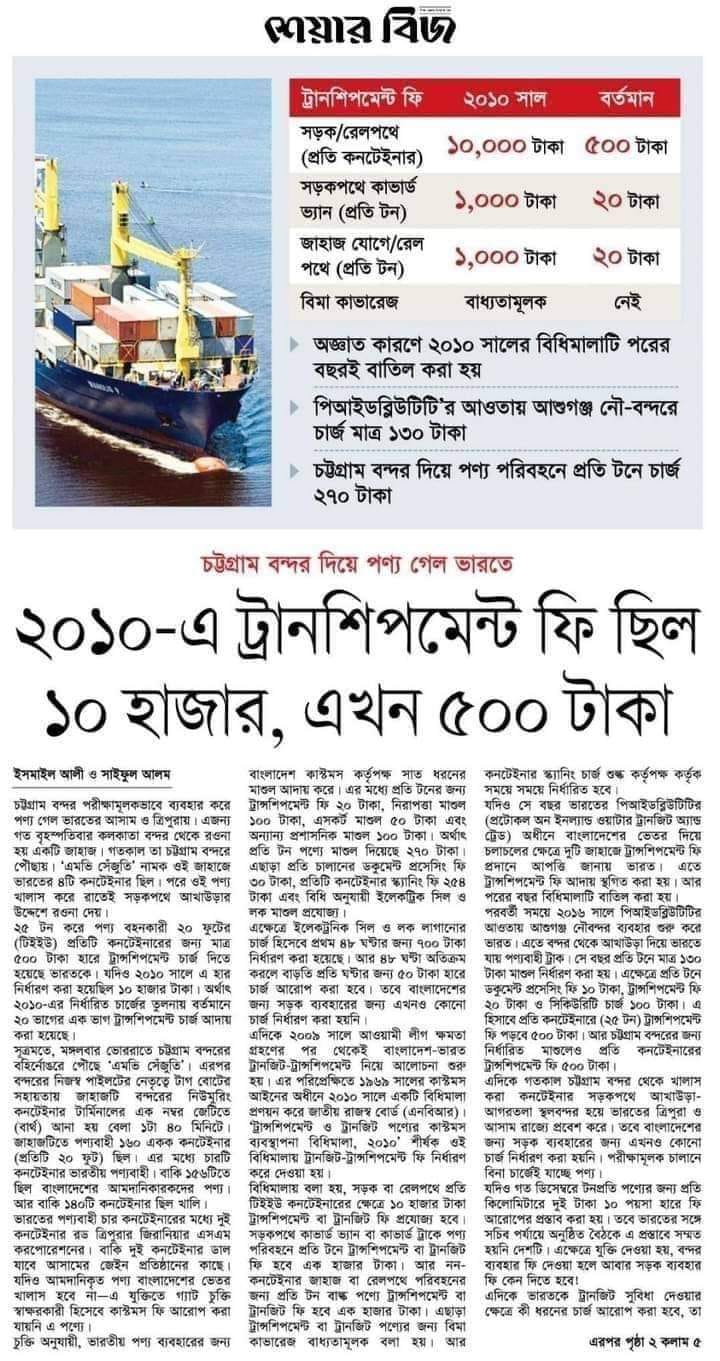 শেয়ার বিজ
ট্রানশিপমেন্ট ফি ২০১০ সাল বর্তমান
সড়ক/রেলপথে
(প্রতি কনটেইনার) ১০,০০০ টাকা ৫০০ টাকা
সড়কপথে কাভার্ড
ভ্যান (প্রতি টন) ১,০০০ টাকা ২০ টাকা
জাহাজ যোগে/রেল
পথে (প্রতি টন) ১,০০০ টাকা ২০ টাকা
বিমা কাভারেজ বাধ্যতামূলক নেই
অজ্ঞাত কারণে ২০১০ সালের বিধিমালাটি পরের
বছরই বাতিল করা হয়
পিআইডব্লিউটিটি'র আওতায় আশুগঞ্জ নৌ-বন্দরে
চার্জ মাত্র ১৩০ টাকা
চট্টগ্রাম বন্দর দিয়ে পণ্য পরিবহনে প্রতি টনে চার্জ
২৭০ টাকা
চট্টগ্রাম বন্দর দিয়ে পণ্য গেল ভারতে
২০১০-এ ট্রানশিপমেন্ট ফি ছিল
১০ হাজার, এখন ৫০০ টাকা
ইসমাইল আলী ও সাইফুল আলম
চট্টগ্রাম বন্দর পরীক্ষামূলকভাবে ব্যবহার করে
পণ্য গেল ভারতের আসাম ও ত্রিপুরায়। এজন্য
গত বৃহস্পতিবার কলকাতা বন্দর থেকে রওনা
হয় একটি জাহাজ। গতকাল তা চট্টগ্রাম বন্দরে
পৌঁছায়। 'এমভি সেঁজুতি' নামক ওই জাহাজে
ভারতের ৪টি কনটেইনার ছিল। পরে ওই পণ্য
খালাস করে রাতেই সড়কপথে আখাউড়ার
উদ্দেশে রওনা দেয়।
২৫ টন করে পণ্য বহনকারী ২০ ফুটের
(টিইইউ) প্রতিটি কনটেইনারের জন্য মাত্র
৫০০ টাকা হারে ট্রান্সশিপমেন্ট চার্জ দিতে
হয়েছে ভারতকে। যদিও ২০১০ সালে এ হার
নির্ধারণ করা হয়েছিল ১০ হাজার টাকা। অর্থাৎ
২০১০-এর নির্ধারিত চার্জের তুলনায় বর্তমানে
২০ ভাগের এক ভাগ ট্রান্সশিপমেন্ট চার্জ আদায়
করা হয়েছে।
সূত্রমতে, মঙ্গলবার ভোররাতে চট্টগ্রাম বন্দরের
বহির্নোঙরে পৌঁছে 'এমভি সেঁজুতি'। এরপর
বন্দরের নিজস্ব পাইলটের নেতৃত্বে টাগ বোটের
সহায়তায় জাহাজটি বন্দরের নিউমুরিং
কনটেইনার টার্মিনালের এক নম্বর জেটিতে
(বার্থ) আনা হয় বেলা ১টা ৪০ মিনিটে।
জাহাজটিতে পণ্যবাহী ১৬০ একক কনটেইনার
(প্রতিটি ২০ ফুট) ছিল। এর মধ্যে চারটি
কনটেইনার ভারতীয় পণ্যবাহী। বাকি ১৫৬টিতে
ছিল বাংলাদেশের আমদানিকারকদের পণ্য।
আর বাকি ১৪০টি কনটেইনার ছিল খালি।
ভারতের পণ্যবাহী চার কনটেইনারের মধ্যে দুই
কনটেইনার রড ত্রিপুরার জিরানিয়ার এসএম
করপোরেশনের। বাকি দুই কনটেইনার ডাল
যাবে আসামের জেইন প্রতিষ্ঠানের কাছে।
যদিও আমদানিকৃত পণ্য বাংলাদেশের ভেতর
খালাস হবে না—এ যুক্তিতে গ্যাট চুক্তি
স্বাক্ষরকারী হিসেবে কাস্টমস ফি আরোপ করা
যায়নি এ পণ্যে।
চুক্তি অনুযায়ী, ভারতীয় পণ্য ব্যবহারের জন্য
বাংলাদেশ কাস্টমস কর্তৃপক্ষ সাত ধরনের
মাশুল আদায় করে। এর মধ্যে প্রতি টনের জন্য
ট্রান্সশিপমেন্ট ফি ২০ টাকা, নিরাপত্তা মাশুল
১০০ টাকা, এসকর্ট মাশুল ৫০ টাকা এবং
অন্যান্য প্রশাসনিক মাশুল ১০০ টাকা। অর্থাৎ
প্রতি টন পণ্যে মাশুল দিয়েছে ২৭০ টাকা।
এছাড়া প্রতি চালানের ডকুমেন্ট প্রসেসিং ফি
৩০ টাকা, প্রতিটি কনটেইনার স্ক্যানিং ফি ২৫৪
টাকা এবং বিধি অনুযায়ী ইলেকট্রিক সিল ও
লক মাশুল প্রযোজ্য।
এক্ষেত্রে ইলেকট্রনিক সিল ও লক লাগানোর
চার্জ হিসেবে প্রথম ৪৮ ঘণ্টার জন্য ৭০০ টাকা
নির্ধারণ করা হয়েছে। আর ৪৮ ঘণ্টা অতিক্রম
করলে বাড়তি প্রতি ঘণ্টার জন্য ৫০ টাকা হারে
চার্জ আরোপ করা হবে। তবে বাংলাদেশের
জন্য সড়ক ব্যবহারের জন্য এখনও কোনো
চার্জ নির্ধারণ করা হয়নি।
এদিকে ২০০৯ সালে আওয়ামী লীগ ক্ষমতা
গ্রহণের পর থেকেই বাংলাদেশ-ভারত
ট্রানজিট-ট্রান্সশিপমেন্ট নিয়ে আলোচনা শুরু
হয়। এর পরিপ্রেক্ষিতে ১৯৬৯ সালের কাস্টমস
আইনের অধীনে ২০১০ সালে একটি বিধিমালা
প্রণয়ন করে জাতীয় রাজস্ব বোর্ড (এনবিআর)।
'ট্রান্সশিপমেন্ট ও ট্রানজিট পণ্যের কাস্টমস
ব্যবস্থাপনা বিধিমালা, ২০১০' শীর্ষক ওই
বিধিমালায় ট্রানজিট-ট্রান্সশিপমেন্ট ফি নির্ধারণ
করে দেওয়া হয়।
বিধিমালায় বলা হয়, সড়ক বা রেলপথে প্রতি
টিইইউ কনটেইনারের ক্ষেত্রে ১০ হাজার টাকা
ট্রান্সশিপমেন্ট বা ট্রানজিট ফি প্রযোজ্য হবে।
সড়কপথে কাভার্ড ভ্যান বা কাভার্ড ট্রাকে পণ্য
পরিবহনে প্রতি টনে ট্রান্সশিপমেন্ট বা ট্রানজিট
ফি হবে এক হাজার টাকা। আর নন-
কনটেইনার জাহাজ বা রেলপথে পরিবহনের
জন্য প্রতি টন বাল্ক পণ্যে ট্রান্সশিপমেন্ট বা
ট্রানজিট ফি হবে এক হাজার টাকা। এছাড়া
ট্রান্সশিপমেন্ট বা ট্রানজিট পণ্যের জন্য বিমা
কাভারেজ বাধ্যতামূলক বলা হয়। আর
কনটেইনার স্ক্যানিং চার্জ শুল্ক কর্তৃপক্ষ কর্তৃক
সময়ে সময়ে নির্ধারিত হবে।
যদিও সে বছর ভারতের পিআইডব্লিউটিটির
(প্রটোকল অন ইনল্যান্ড ওয়াটার ট্রানজিট অ্যান্ড
ট্রেড) অধীনে বাংলাদেশের ভেতর দিয়ে
চলাচলের ক্ষেত্রে দুটি জাহাজে ট্রান্সশিপমেন্ট ফি
প্রদানে আপত্তি জানায় ভারত। এতে
ট্রান্সশিপমেন্ট ফি আদায় স্থগিত করা হয়। আর
পরের বছর বিধিমালাটি বাতিল করা হয়।
পরবর্তী সময়ে ২০১৬ সালে পিআইডব্লিউটিটির
আওতায় আশুগঞ্জ নৌবন্দর ব্যবহার শুরু করে
ভারত। এতে বন্দর থেকে আখাউড়া দিয়ে ভারতে
যায় পণ্যবাহী ট্রাক। সে বছর প্রতি টনে মাত্র ১৩০
টাকা মাশুল নির্ধারণ করা হয়। এক্ষেত্রে প্রতি টনে
ডকুমেন্ট প্রসেসিং ফি ১০ টাকা, ট্রান্সশিপমেন্ট ফি
২০ টাকা ও সিকিউরিটি চার্জ ১০০ টাকা। এ
হিসাবে প্রতি কনটেইনারে (২৫ টন) ট্রান্সশিপমেন্ট
ফি পড়বে ৫০০ টাকা। আর চট্টগ্রাম বন্দরের জন্য
নির্ধারিত মাশুলেও প্রতি কনটেইনারের
ট্রান্সশিপমেন্ট ফি ৫০০ টাকা।
এদিকে গতকাল চট্টগ্রাম বন্দর থেকে খালাস
করা কনটেইনার সড়কপথে আখাউড়া-
আগরতলা স্থলবন্দর হয়ে ভারতের ত্রিপুরা ও
আসাম রাজ্যে প্রবেশ করে। তবে বাংলাদেশের
জন্য সড়ক ব্যবহারের জন্য এখনও কোনো
চার্জ নির্ধারণ করা হয়নি। পরীক্ষামূলক চালানে
বিনা চার্জেই যাচ্ছে পণ্য।
যদিও গত ডিসেম্বরে টনপ্রতি পণ্যের জন্য প্রতি
কিলোমিটারে দুই টাকা ১০ পয়সা হারে ফি
আরোপের প্রস্তাব করা হয়। তবে ভারতের সঙ্গে
সচিব পর্যায়ে অনুষ্ঠিত বৈঠকে এ প্রস্তাবে সম্মত
হয়নি দেশটি। এক্ষেত্রে যুক্তি দেওয়া হয়, বন্দর
ব্যবহার ফি দেওয়া হলে আবার সড়ক ব্যবহার
ফি কেন দিতে হবে!
এদিকে ভারতকে ট্রানজিট সুবিধা দেওয়ার
ক্ষেত্রে কী ধরনের চার্জ আরোপ করা হবে, তা
এরপর পৃষ্ঠা ২ কলাম ৫